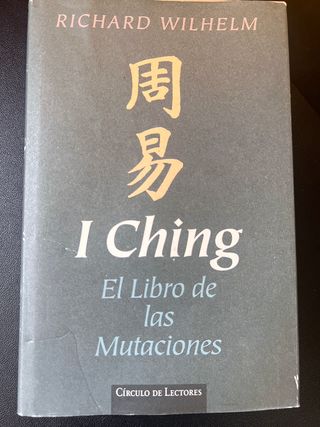 RICHARD WILHELM
周
易
I Ching
El Libro de
las
Mutaciones
CÍRCULO DE LECTORES